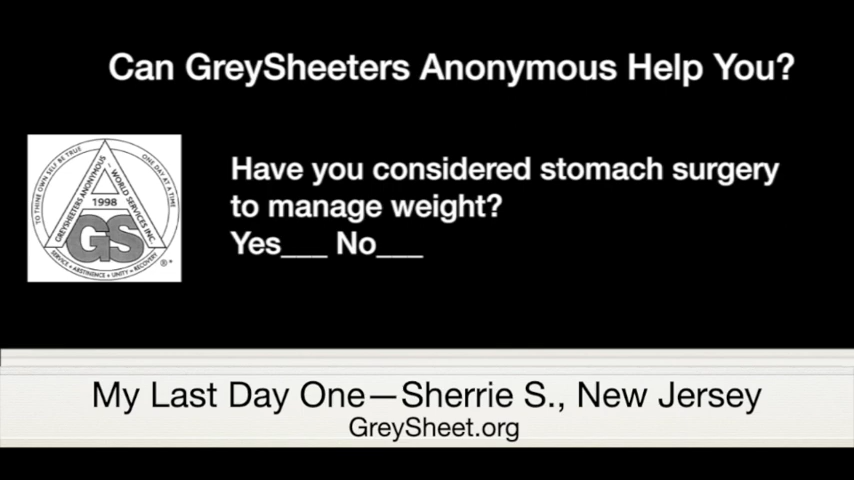 Can GreySheeters Anonymous Help You?
TO THINE OWN SELF BE TRUE
ONE DAY AT A TIME
GREYSHEETERS ANONYMOUS
WORLD SERVICES INC.
1998
GS
SERVICE • ABSTINENCE • UNITY • RECOVERY
®
Have you considered stomach surgery
to manage weight?
Yes___ No___
My Last Day One—Sherrie S., New Jersey
GreySheet.org